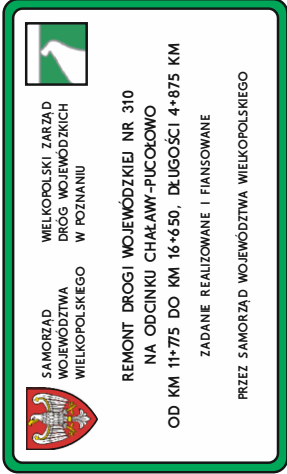 SAMORZĄD
WOJEWÓDZTWA
WIELKOPOLSKIEGO
WIELKOPOLSKI ZARZĄD
DRÓG WOJEWÓDZKICH
W POZNANIU
REMONT DROGI WOJEWÓDZKIEJ NR 310
NA ODCINKU CHAŁAWY-PUCOŁOWO
OD KM 11+775 DO KM 16+650, DŁUGOŚCI 4+875 KM
ZADANIE REALIZOWANE I FIANSOWANE
PRZEZ SAMORZĄD WOJEWÓDZTWA WIELKOPOLSKIEGO